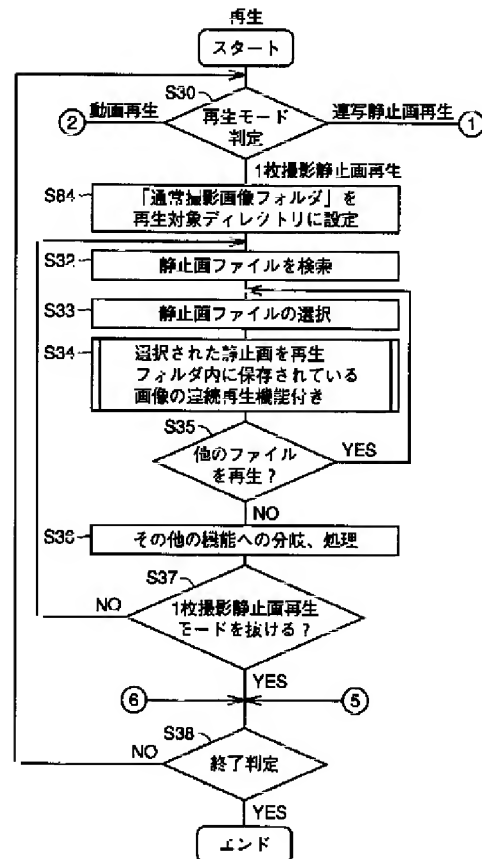 再生
スタート
S30
② 動画再生
再生モード
判定
連写静止画再生 ①
1枚撮影静止画再生
S84
「通常撮影画像フォルダ」を
再生対象ディレクトリに設定
S32
静止画ファイルを検索
S33
静止画ファイルの選択
S34
選択された静止画を再生
フォルダ内に保存されている
画像の連続再生機能付き
S35
他のファイル
を再生？
YES
NO
S36
その他の機能への分岐、処理
S37
NO
1枚撮影静止画再生
モードを抜ける？
YES
⑥
⑤
S38
NO
終了判定
YES
エンド